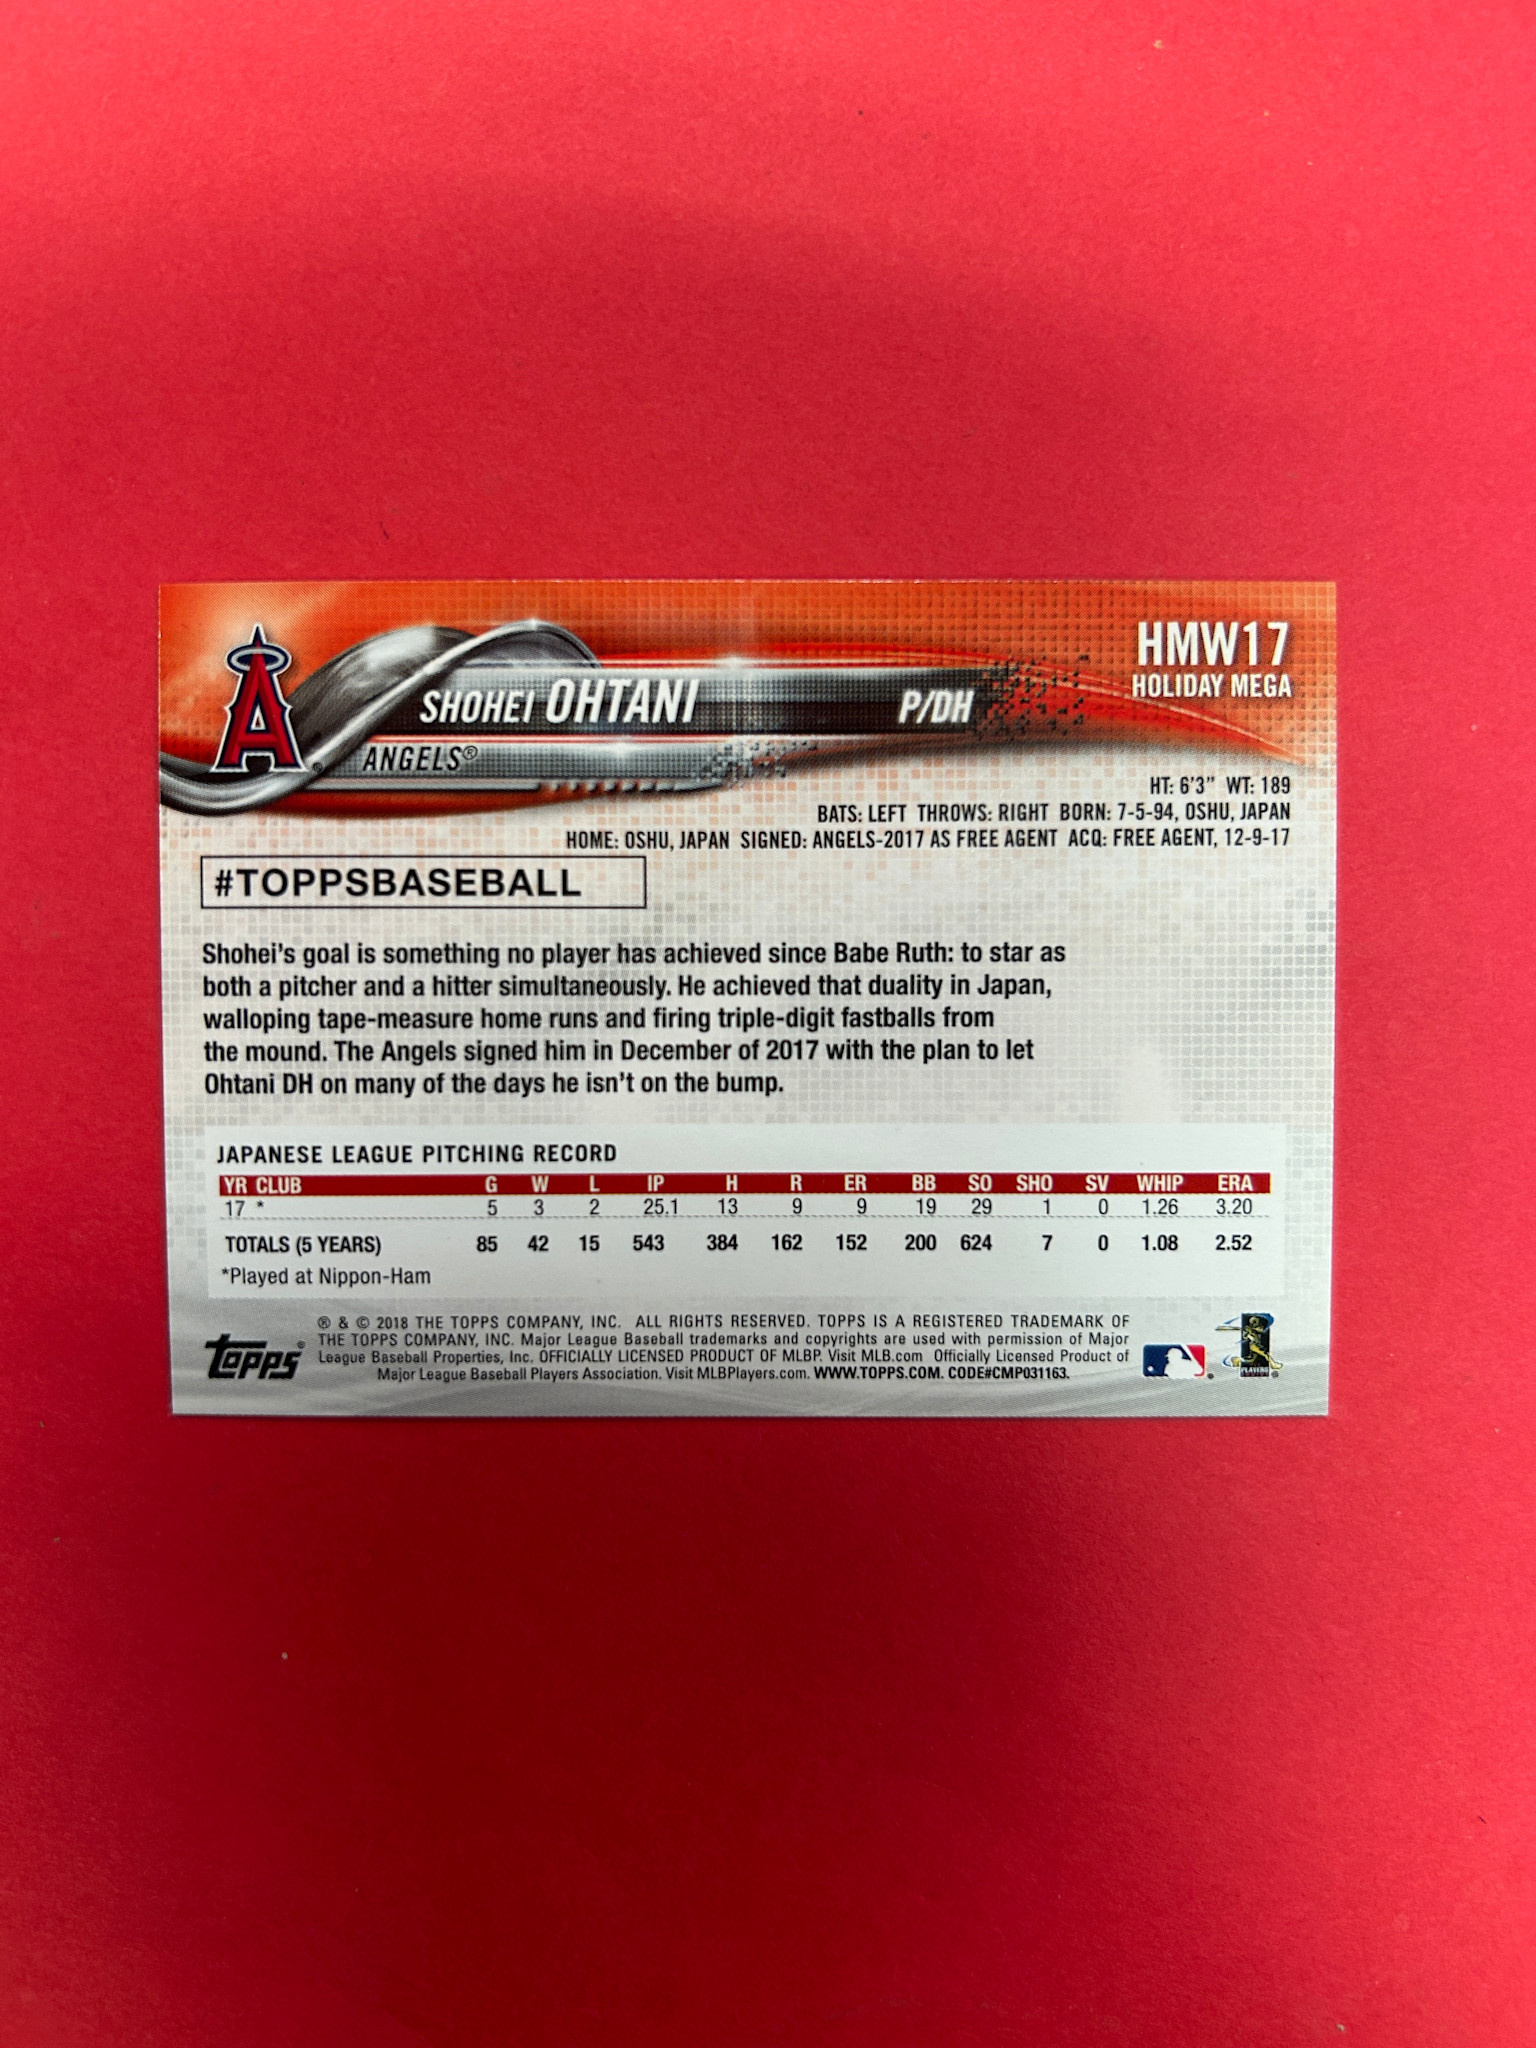 HMW17
HOLIDAY MEGA
SHOHEI OHTANI P/DH
ANGELS®
HT: 6'3" WT: 189
BATS: LEFT THROWS: RIGHT BORN: 7-5-94, OSHU, JAPAN
HOME: OSHU, JAPAN SIGNED: ANGELS-2017 AS FREE AGENT ACQ: FREE AGENT, 12-9-17
#TOPPSBASEBALL
Shohei's goal is something no player has achieved since Babe Ruth: to star as
both a pitcher and a hitter simultaneously. He achieved that duality in Japan,
walloping tape-measure home runs and firing triple-digit fastballs from
the mound. The Angels signed him in December of 2017 with the plan to let
Ohtani DH on many of the days he isn't on the bump.
JAPANESE LEAGUE PITCHING RECORD
YR CLUB G W L IP H R ER BB SO SHO SV WHIP ERA
17 * 5 3 2 25.1 13 9 9 19 29 1 0 1.26 3.20
TOTALS (5 YEARS) 85 42 15 543 384 162 152 200 624 7 0 1.08 2.52
*Played at Nippon-Ham
® & © 2018 THE TOPPS COMPANY, INC. ALL RIGHTS RESERVED. TOPPS IS A REGISTERED TRADEMARK OF
THE TOPPS COMPANY, INC. Major League Baseball trademarks and copyrights are used with permission of Major
League Baseball Properties, Inc. OFFICIALLY LICENSED PRODUCT OF MLBP. Visit MLB.com Officially Licensed Product of
Major League Baseball Players Association. Visit MLBPlayers.com. WWW.TOPPS.COM. CODE#CMP031163.
topps®
PLAYERS